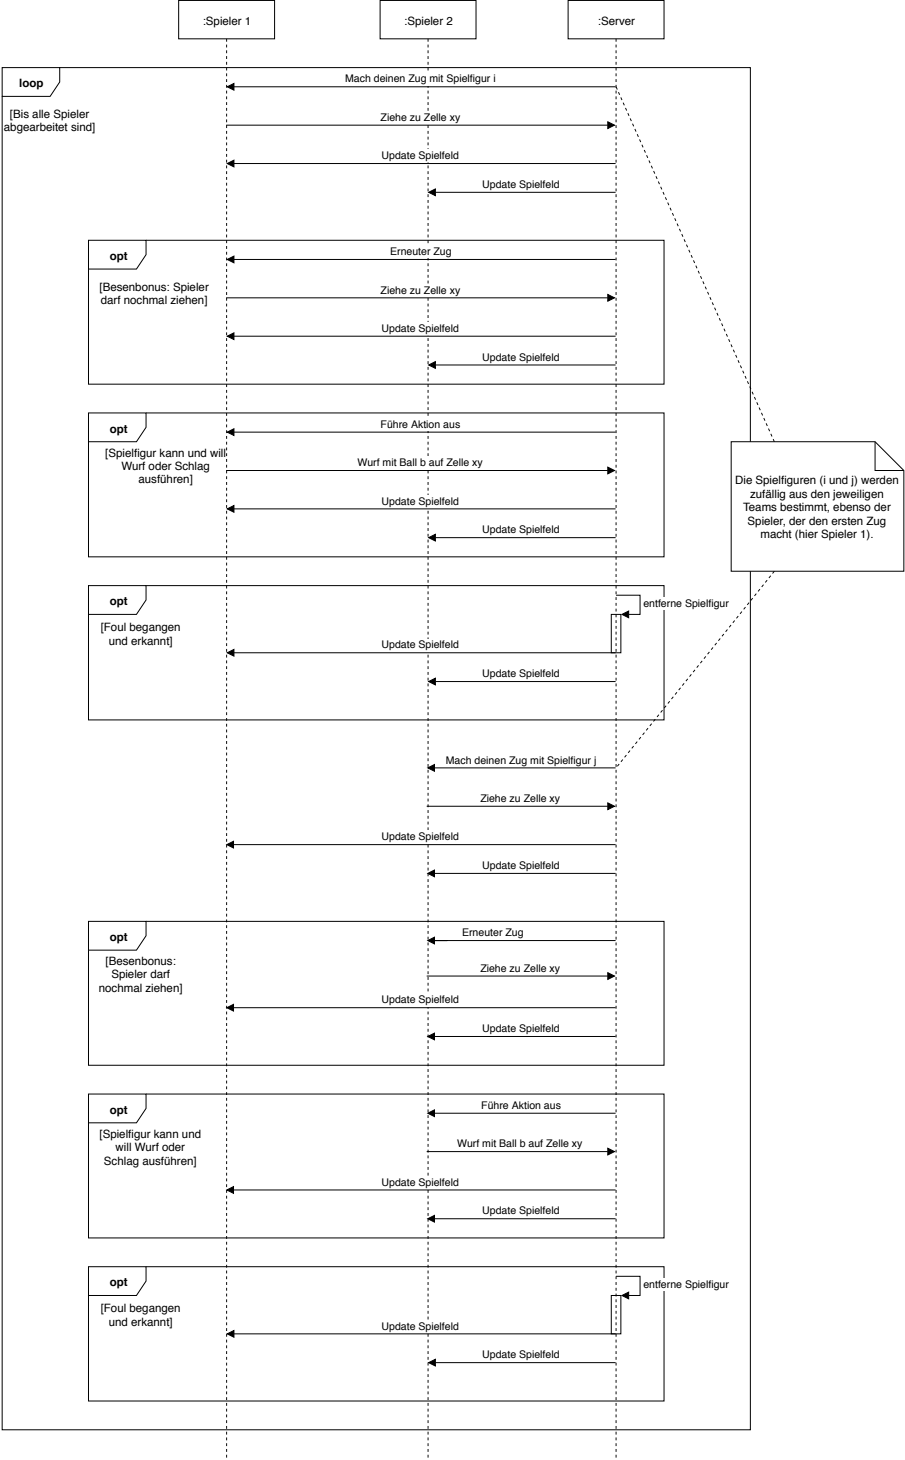 :Spieler 1
:Spieler 2
:Server
loop
[Bis alle Spieler
abgearbeitet sind]
Mach deinen Zug mit Spielfigur i
Ziehe zu Zelle xy
Update Spielfeld
Update Spielfeld
opt
[Besenbonus: Spieler
darf nochmal ziehen]
Erneuter Zug
Ziehe zu Zelle xy
Update Spielfeld
Update Spielfeld
opt
[Spielfigur kann und will
Wurf oder Schlag
ausführen]
Führe Aktion aus
Wurf mit Ball b auf Zelle xy
Update Spielfeld
Update Spielfeld
Die Spielfiguren (i und j) werden
zufällig aus den jeweiligen
Teams bestimmt, ebenso der
Spieler, der den ersten Zug
macht (hier Spieler 1).
opt
[Foul begangen
und erkannt]
entferne Spielfigur
Update Spielfeld
Update Spielfeld
Mach deinen Zug mit Spielfigur j
Ziehe zu Zelle xy
Update Spielfeld
Update Spielfeld
opt
[Besenbonus:
Spieler darf
nochmal ziehen]
Erneuter Zug
Ziehe zu Zelle xy
Update Spielfeld
Update Spielfeld
opt
[Spielfigur kann und
will Wurf oder
Schlag ausführen]
Führe Aktion aus
Wurf mit Ball b auf Zelle xy
Update Spielfeld
Update Spielfeld
opt
[Foul begangen
und erkannt]
entferne Spielfigur
Update Spielfeld
Update Spielfeld